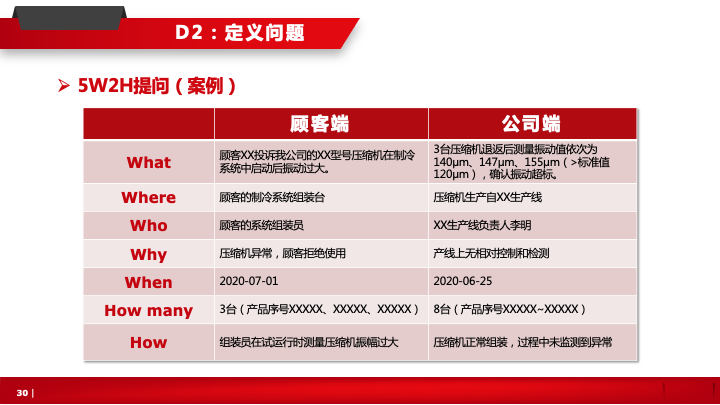 D2：定义问题
➢ 5W2H提问（案例）
顾客端 公司端
What 顾客XX投诉我公司的XX型号压缩机在制冷 3台压缩机退返后测量振动值依次为
系统中启动后振动过大。 140μm、147μm、155μm（>标准值
120μm），确认振动超标。
Where 顾客的制冷系统组装台 压缩机生产自XX生产线
Who 顾客的系统组装员 XX生产线负责人李明
Why 压缩机异常，顾客拒绝使用 产线上无相对控制和检测
When 2020-07-01 2020-06-25
How many 3台（产品序号XXXXX、XXXXX、XXXXX） 8台（产品序号XXXXX~XXXXX）
How 组装员在试运行时测量压缩机振幅过大 压缩机正常组装，过程中未监测到异常
30 |